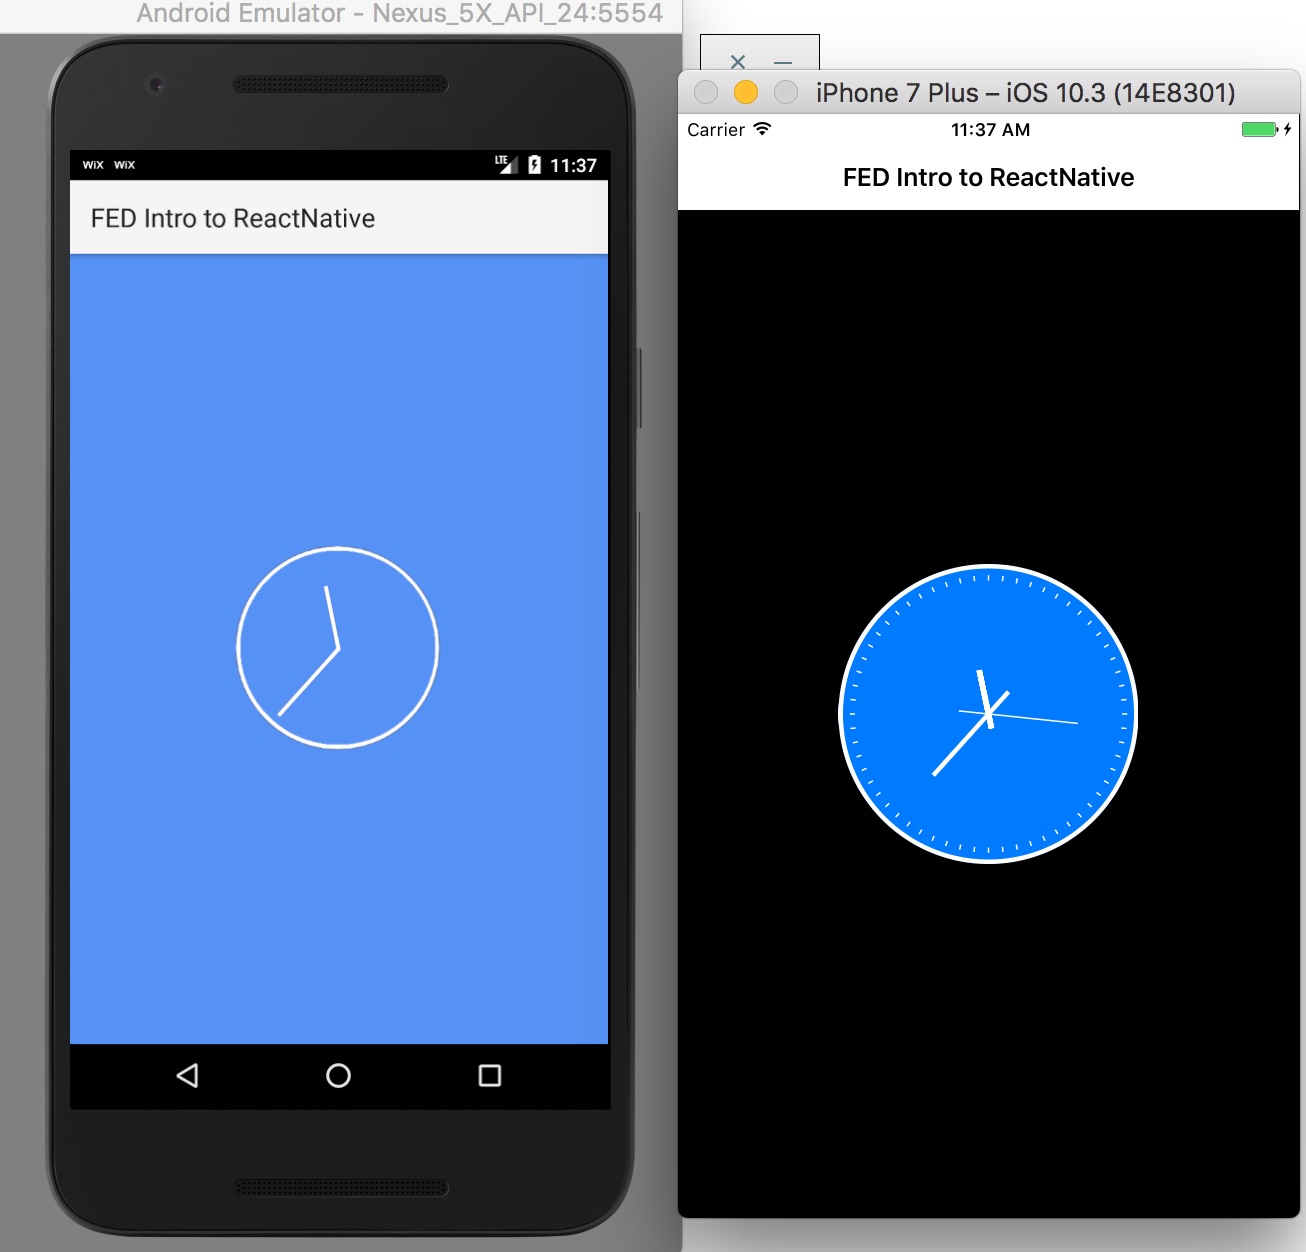 Android Emulator - Nexus_5X_API_24:5554
WiX WiX LTE 11:37
FED Intro to ReactNative
iPhone 7 Plus – iOS 10.3 (14E8301)
Carrier 11:37 AM
FED Intro to ReactNative